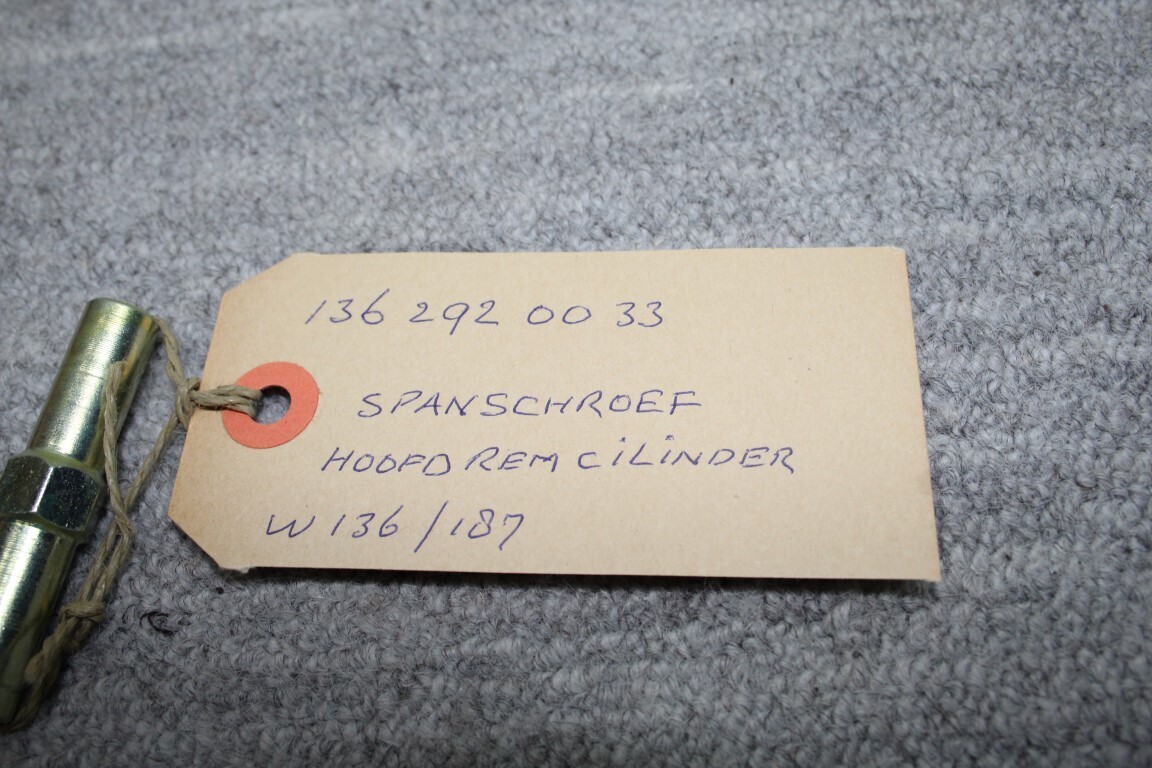 136 292 00 33
SPANSCHROEF
HOOFD REM CILINDER
W 136 / 187